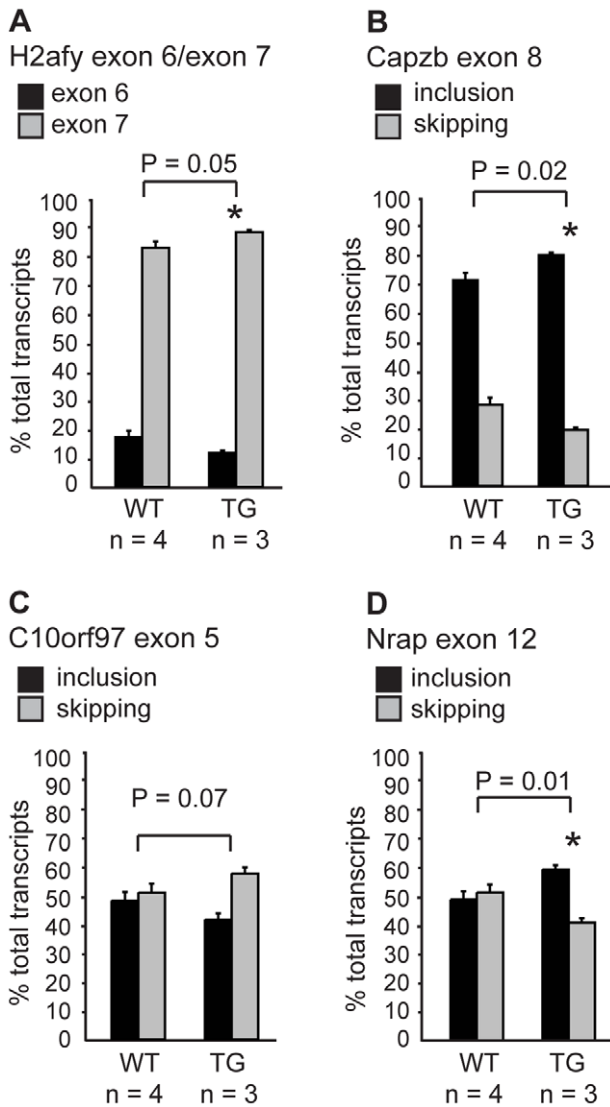 A
H2afy exon 6/exon 7
exon 6
exon 7
P = 0.05
*
100
90
80
70
60
50
40
30
20
10
0
% total transcripts
WT
TG
n = 4
n = 3
B
Capzb exon 8
inclusion
skipping
P = 0.02
*
100
90
80
70
60
50
40
30
20
10
0
% total transcripts
WT
TG
n = 4
n = 3
C
C10orf97 exon 5
inclusion
skipping
P = 0.07
100
90
80
70
60
50
40
30
20
10
0
% total transcripts
WT
TG
n = 4
n = 3
D
Nrap exon 12
inclusion
skipping
P = 0.01
*
100
90
80
70
60
50
40
30
20
10
0
% total transcripts
WT
TG
n = 4
n = 3